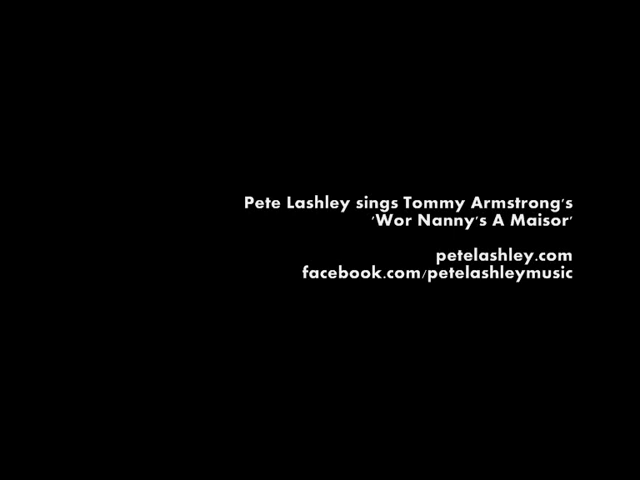 Pete Lashley sings Tommy Armstrong's
'Wor Nanny's A Maisor'
petelashley.com
facebook.com/petelashleymusic